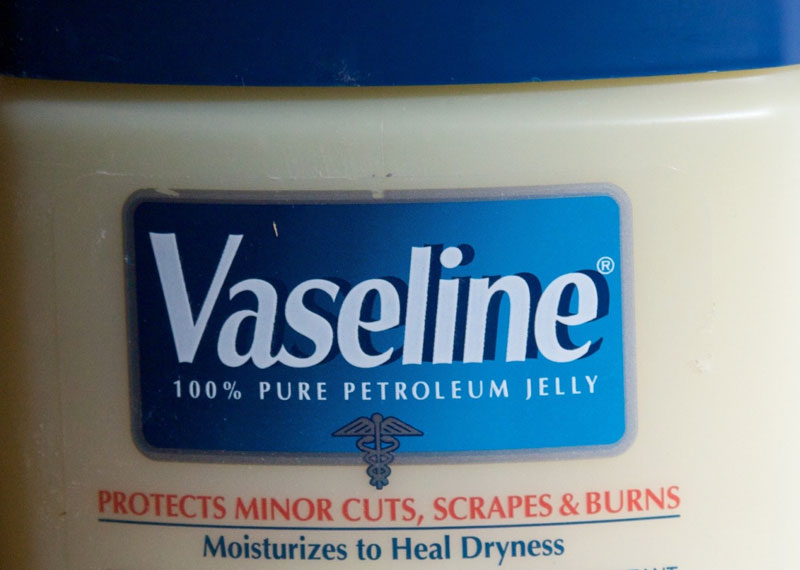 Vaseline®
100% PURE PETROLEUM JELLY
PROTECTS MINOR CUTS, SCRAPES & BURNS
Moisturizes to Heal Dryness